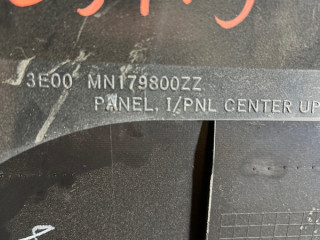 3E00 MN179800ZZ
PANEL, I/PNL CENTER UP